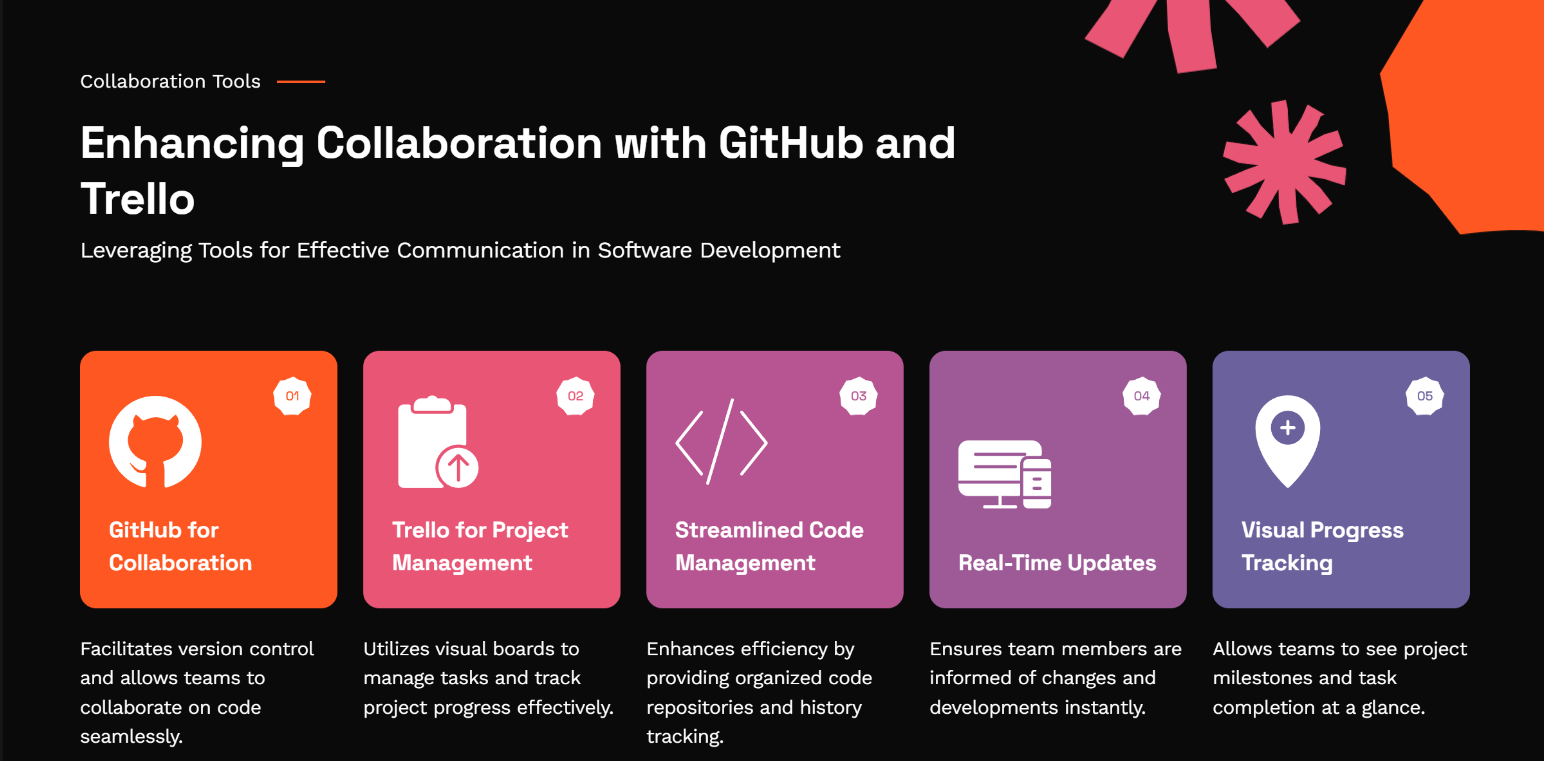 Collaboration Tools
Enhancing Collaboration with GitHub and
Trello
Leveraging Tools for Effective Communication in Software Development
01
GitHub for
Collaboration
Facilitates version control
and allows teams to
collaborate on code
seamlessly.
02
Trello for Project
Management
Utilizes visual boards to
manage tasks and track
project progress effectively.
03
Streamlined Code
Management
Enhances efficiency by
providing organized code
repositories and history
tracking.
04
Real-Time Updates
Ensures team members are
informed of changes and
developments instantly.
05
Visual Progress
Tracking
Allows teams to see project
milestones and task
completion at a glance.